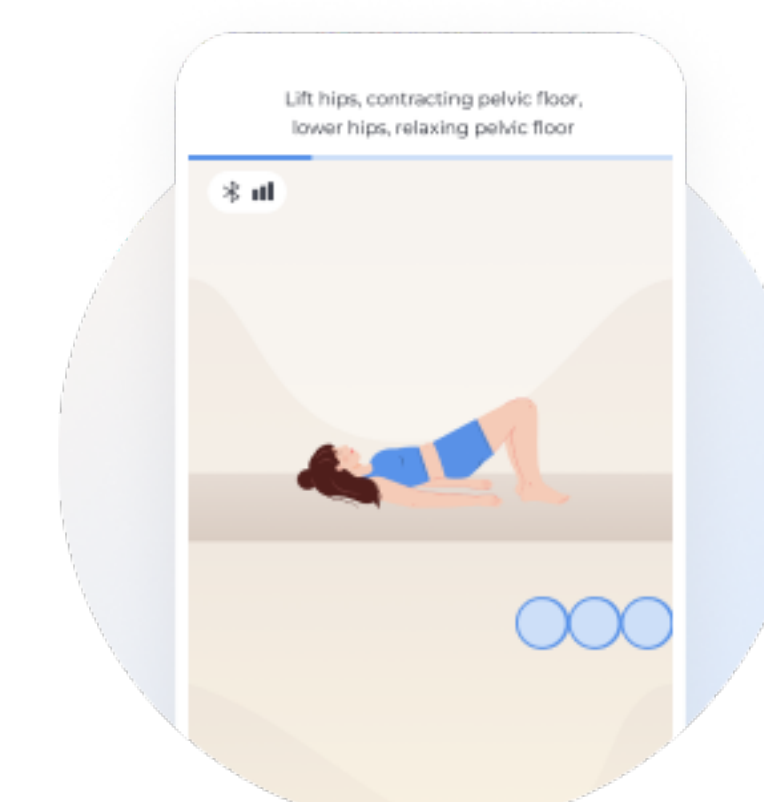 Lift hips, contracting pelvic floor,
lower hips, relaxing pelvic floor